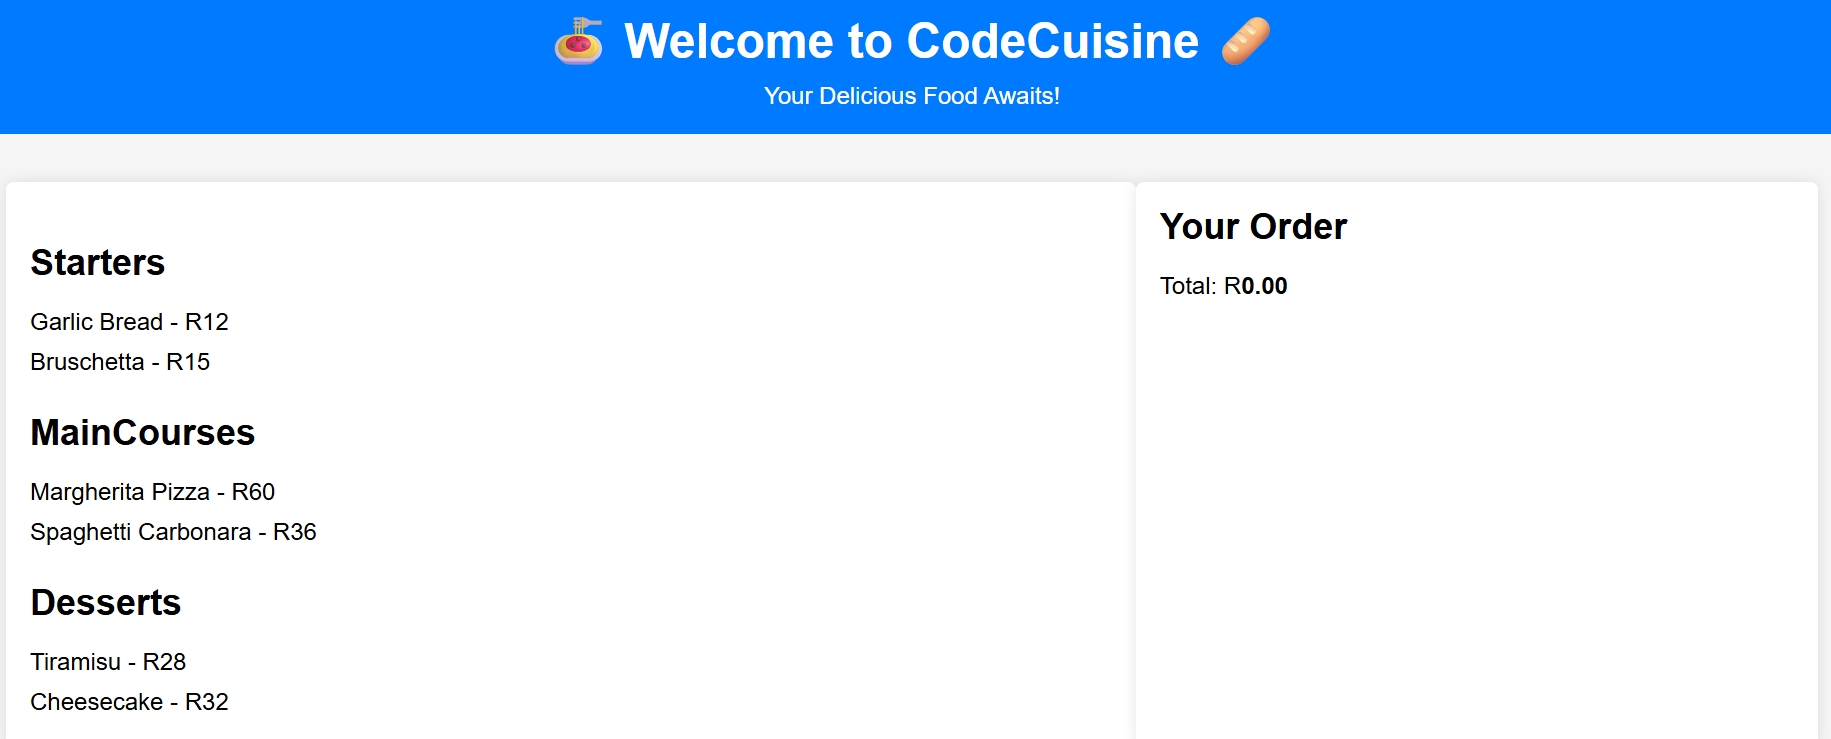 Welcome to CodeCuisine
Your Delicious Food Awaits!
Starters
Garlic Bread - R12
Bruschetta - R15
MainCourses
Margherita Pizza - R60
Spaghetti Carbonara - R36
Desserts
Tiramisu - R28
Cheesecake - R32
Your Order
Total: R0.00